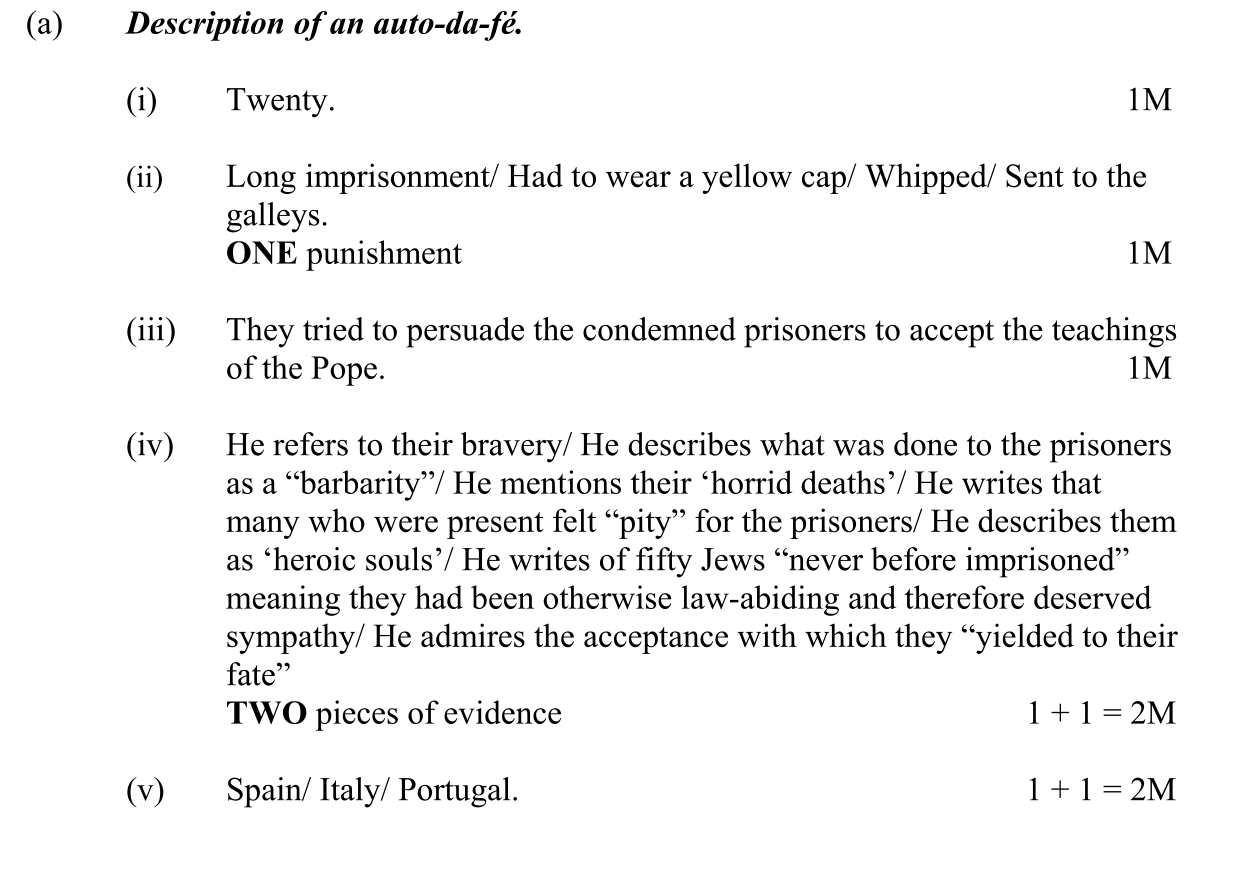 (a) Description of an auto-da-fé.
(i) Twenty. 1M
(ii) Long imprisonment/ Had to wear a yellow cap/ Whipped/ Sent to the
galleys.
ONE punishment 1M
(iii) They tried to persuade the condemned prisoners to accept the teachings
of the Pope. 1M
(iv) He refers to their bravery/ He describes what was done to the prisoners
as a “barbarity”/ He mentions their ‘horrid deaths’/ He writes that
many who were present felt “pity” for the prisoners/ He describes them
as ‘heroic souls’/ He writes of fifty Jews “never before imprisoned”
meaning they had been otherwise law-abiding and therefore deserved
sympathy/ He admires the acceptance with which they “yielded to their
fate”
TWO pieces of evidence 1 + 1 = 2M
(v) Spain/ Italy/ Portugal. 1 + 1 = 2M